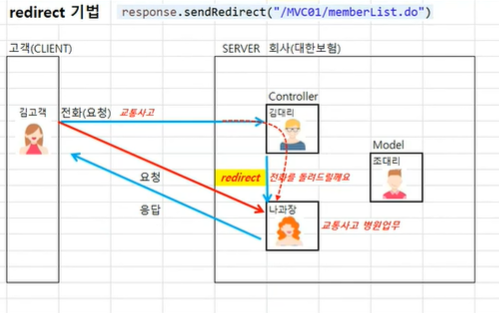 redirect 기법 response.sendRedirect("/MVC01/memberList.do")
고객(CLIENT) SERVER 회사(대한보험)
Controller
김고객 전화(요청) 교통사고 김대리
Model
조대리
요청 redirect 전화를 돌려드릴께요
응답 나과장
교통사고 병원업무